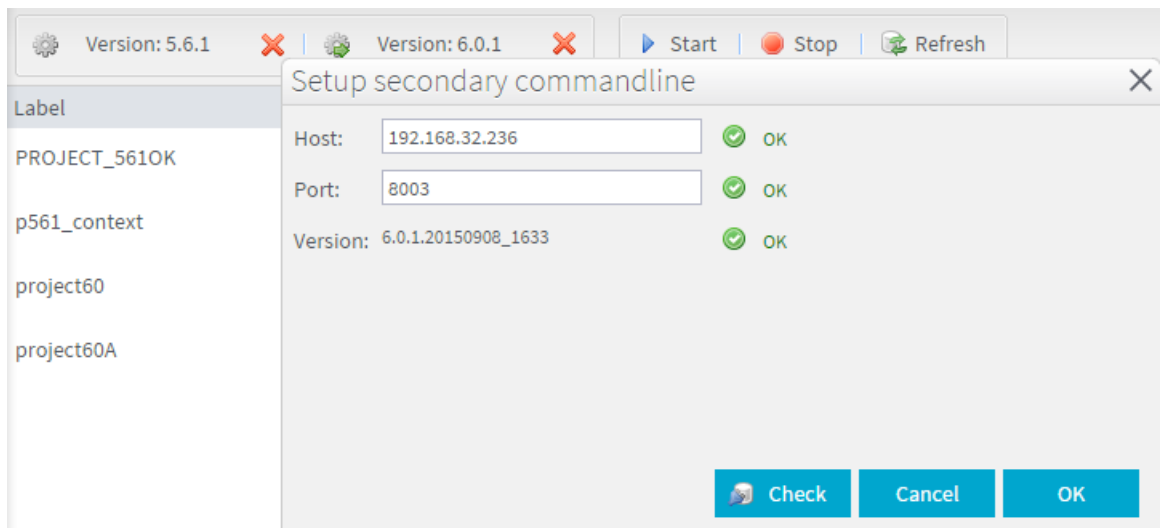 Version: 5.6.1 Version: 6.0.1 Start Stop Refresh
Setup secondary commandline
Label
PROJECT_561OK
p561_context
project60
project60A
Host: 192.168.32.236 OK
Port: 8003 OK
Version: 6.0.1.20150908_1633 OK
Check Cancel OK